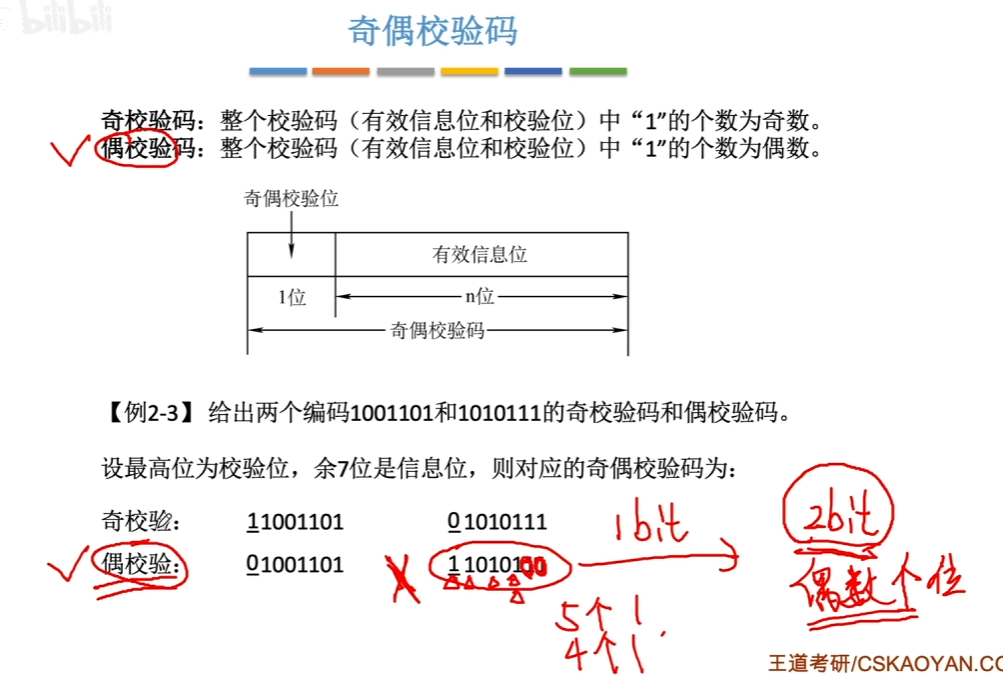 bilibili
奇偶校验码
奇校验码：整个校验码（有效信息位和校验位）中“1”的个数为奇数。
偶校验码：整个校验码（有效信息位和校验位）中“1”的个数为偶数。
奇偶校验位
有效信息位
1位
n位
奇偶校验码
【例2-3】 给出两个编码1001101和1010111的奇校验码和偶校验码。
设最高位为校验位，余7位是信息位，则对应的奇偶校验码为：
奇校验： 11001101 01010111
1bit
2bit
偶校验： 01001101 11010100
偶数个位
5个1
4个1
王道考研/CSKAOYAN.CO